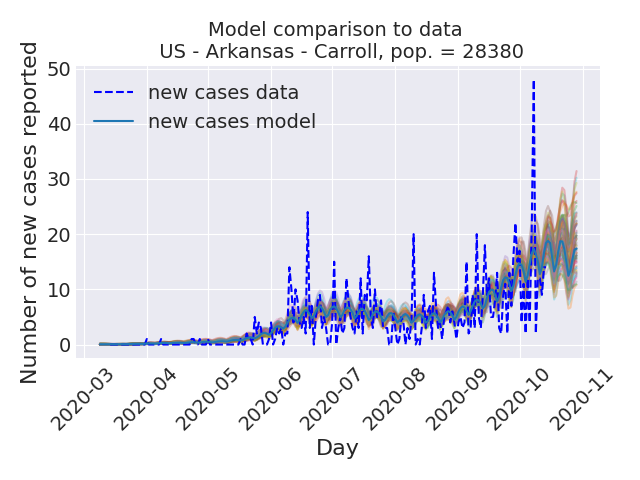 Model comparison to data
US - Arkansas - Carroll, pop. = 28380
Number of new cases reported
50
40
30
20
10
0
new cases data
new cases model
2020-03
2020-04
2020-05
2020-06
2020-07
2020-08
2020-09
2020-10
2020-11
Day